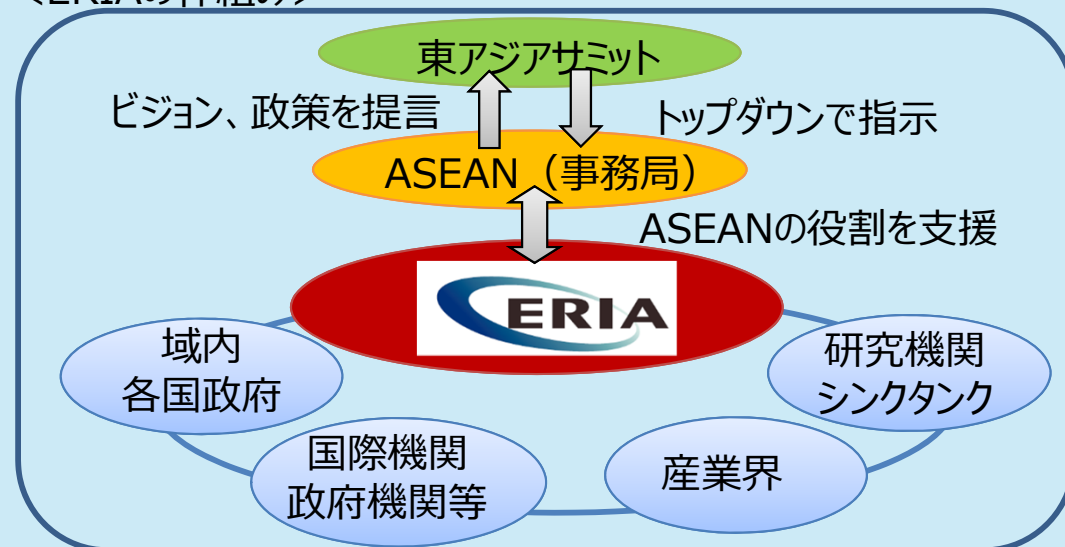 東アジアサミット
ビジョン、政策を提言
トップダウンで指示
ASEAN（事務局）
ASEANの役割を支援
ERIA
域内
各国政府
研究機関
シンクタンク
国際機関
政府機関等
産業界